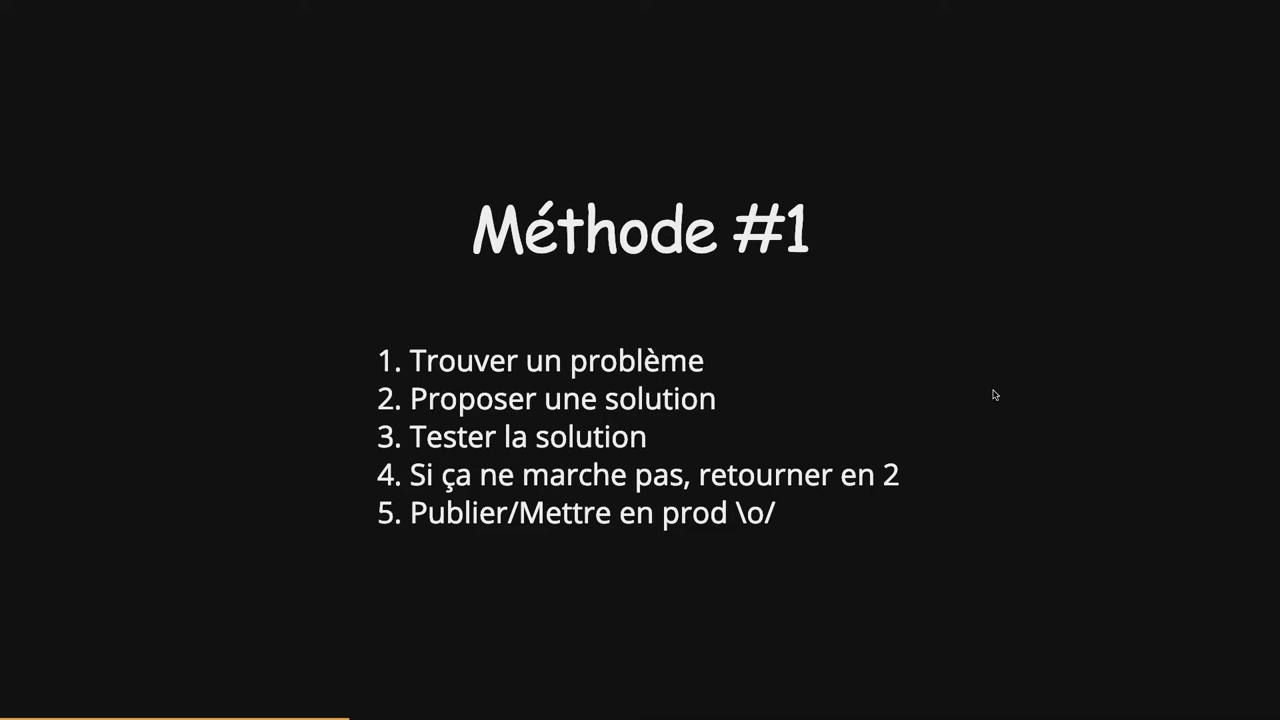 Méthode #1
1. Trouver un problème
2. Proposer une solution
3. Tester la solution
4. Si ça ne marche pas, retourner en 2
5. Publier/Mettre en prod \o/